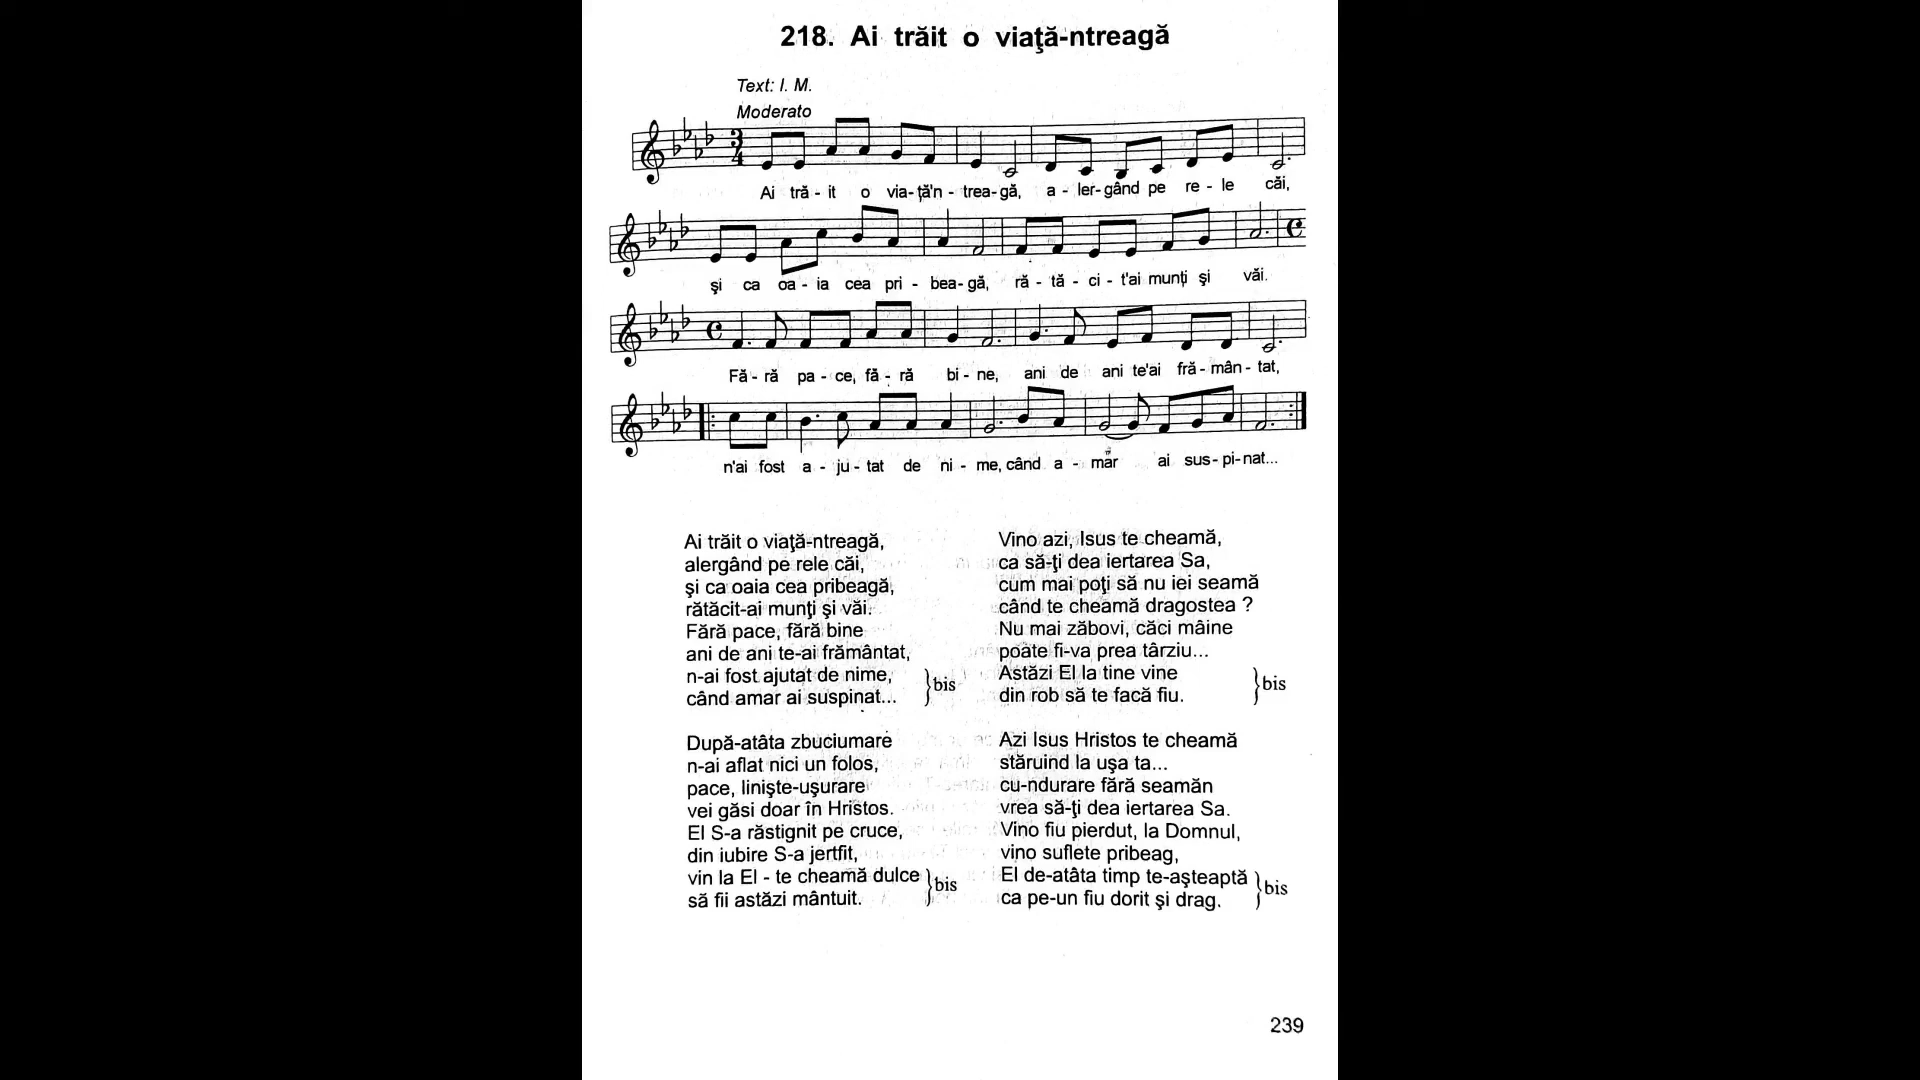 218. Ai trăit o viaţă-ntreagă
Text: I. M.
Moderato
Ai tră - it o via-ţă'n - trea-gă, a - ler-gând pe re - le căi,
şi ca oa - ia cea pri - bea-gă, ră - tă - ci - t'ai munţi şi văi.
Fă - ră pa - ce, fă - ră bi - ne, ani de ani te'ai fră - mân - tat,
n'ai fost a - ju - tat de ni - me, când a - măr ai sus - pi-nat...
Ai trăit o viaţă-ntreagă,
alergând pe rele căi,
şi ca oaia cea pribeagă,
rătăcit-ai munţi şi văi.
Fără pace, fără bine
ani de ani te-ai frământat,
n-ai fost ajutat de nime,
când amar ai suspinat...
bis
După-atâta zbuciumare
n-ai aflat nici un folos,
pace, linişte-uşurare
vei găsi doar în Hristos.
El S-a răstignit pe cruce,
din iubire S-a jertfit,
vin la El - te cheamă dulce
să fii astăzi mântuit.
bis
Vino azi, Isus te cheamă,
ca să-ţi dea iertarea Sa,
cum mai poţi să nu iei seamă
când te cheamă dragostea ?
Nu mai zăbovi, căci mâine
poate fi-va prea târziu...
Astăzi El la tine vine
din rob să te facă fiu.
bis
Azi Isus Hristos te cheamă
stăruind la uşa ta...
cu-ndurare fără seamăn
vrea să-ţi dea iertarea Sa.
Vino fiu pierdut, la Domnul,
vino suflete pribeag,
El de-atâta timp te-aşteaptă
ca pe-un fiu dorit şi drag.
bis
239